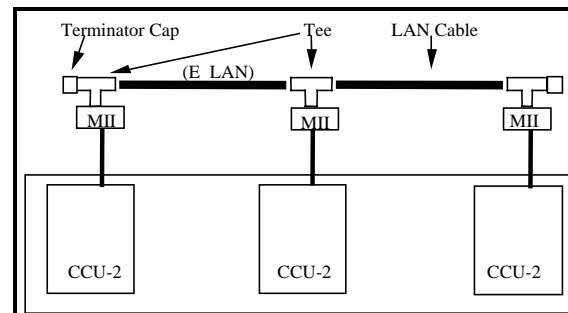 Terminator Cap Tee LAN Cable
(E LAN)
MII MII MII
CCU-2 CCU-2 CCU-2